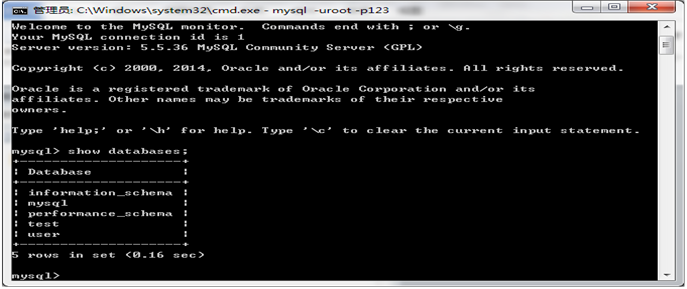 管理员: C:\Windows\system32\cmd.exe - mysql -uroot -p123
Welcome to the MySQL monitor.  Commands end with ; or \g.
Your MySQL connection id is 1
Server version: 5.5.36 MySQL Community Server (GPL)
Copyright (c) 2000, 2014, Oracle and/or its affiliates. All rights reserved.
Oracle is a registered trademark of Oracle Corporation and/or its
affiliates. Other names may be trademarks of their respective
owners.
Type 'help;' or '\h' for help. Type '\c' to clear the current input statement.
mysql> show databases;
+--------------------+
| Database           |
+--------------------+
| information_schema |
| mysql              |
| performance_schema |
| test               |
| user               |
+--------------------+
5 rows in set (0.16 sec)
mysql>